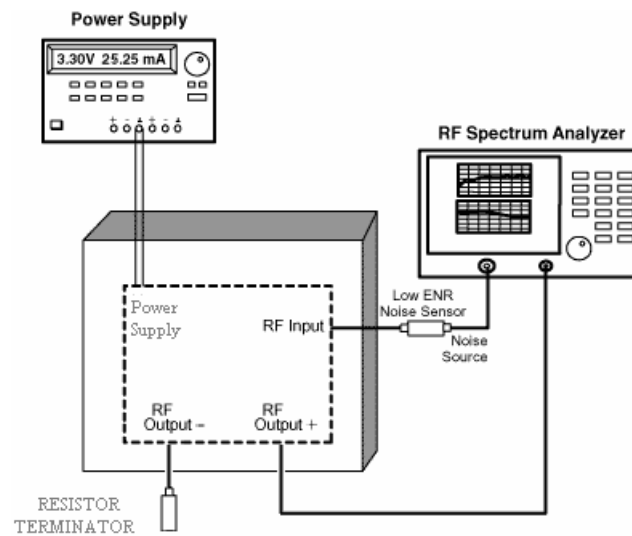 Power Supply
3.30V 25.25 mA
+ - ▲ + - ▲
RF Spectrum Analyzer
Power
Supply
RF Input
Low ENR
Noise Sensor
Noise
Source
RF
Output –
RF
Output +
RESISTOR
TERMINATOR